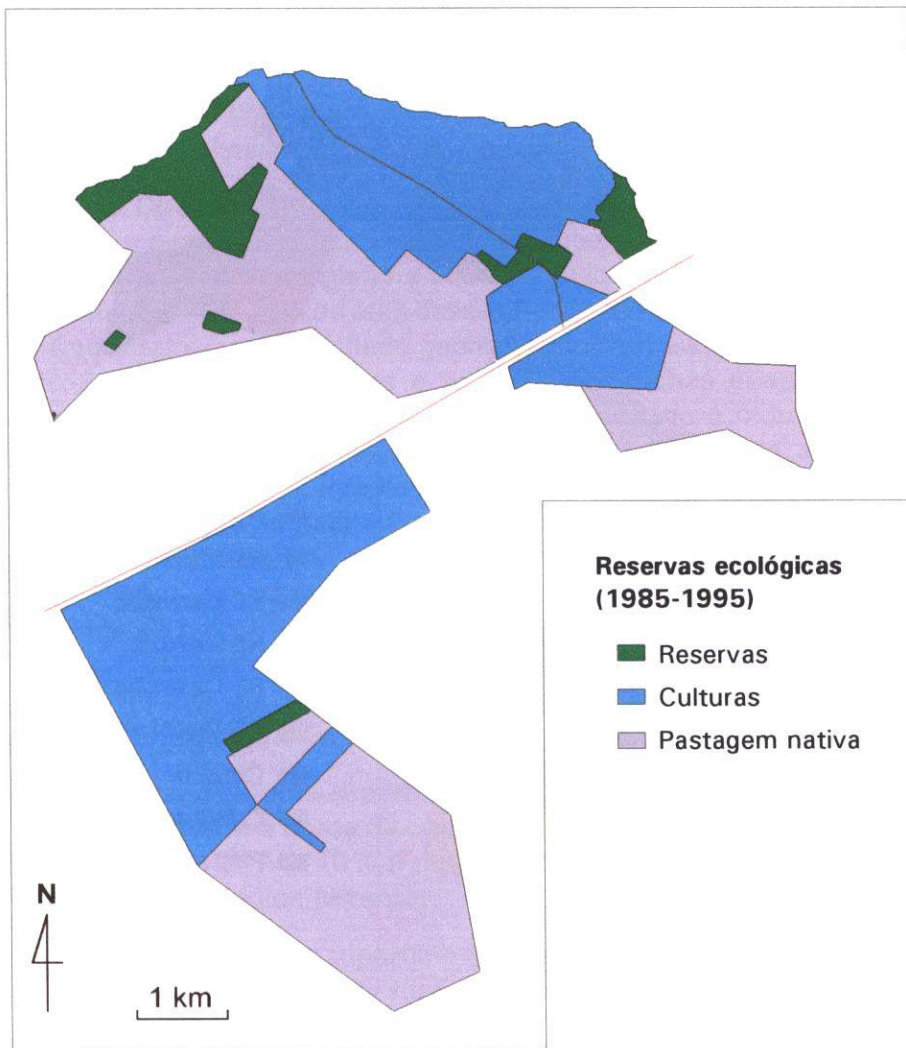 Reservas ecológicas
(1985-1995)
Reservas
Culturas
Pastagem nativa
N
1 km